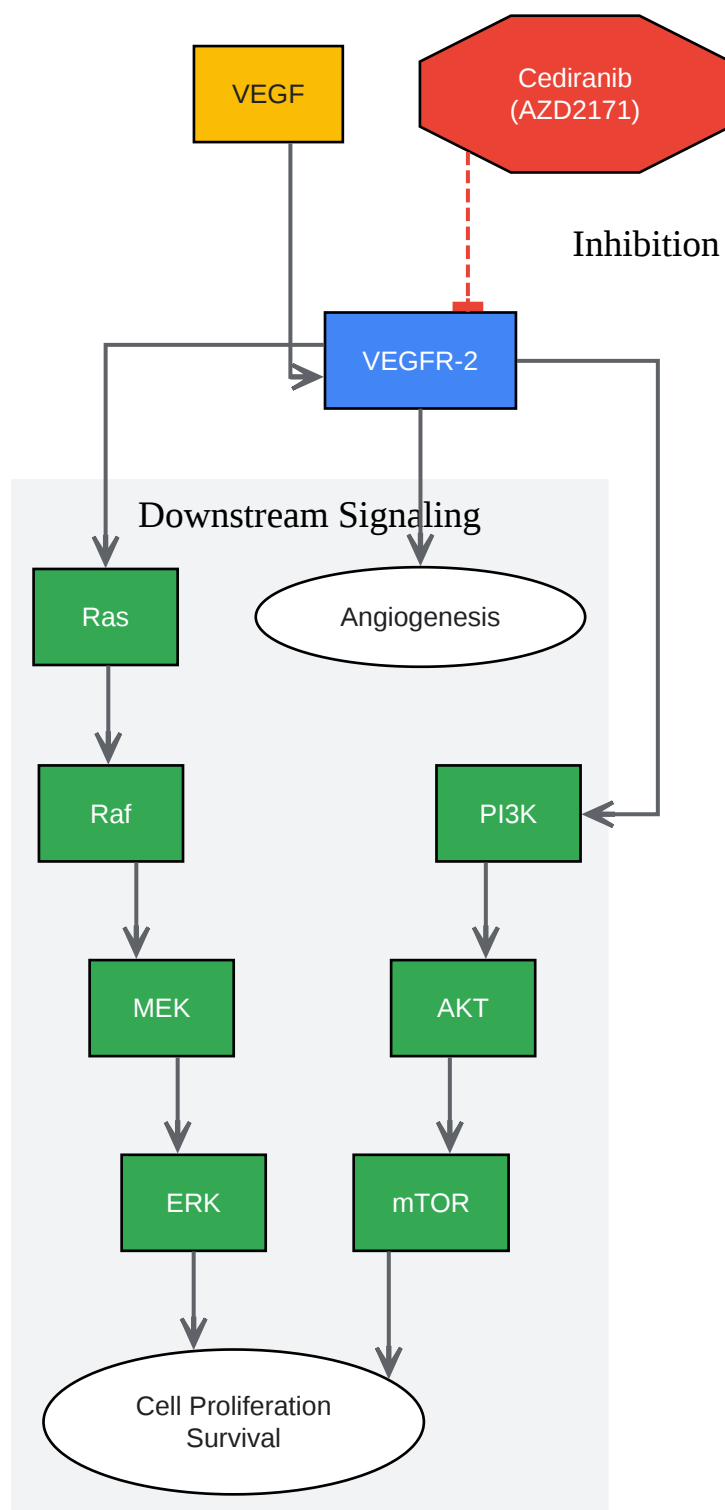 VEGF
Cediranib
(AZD2171)
Inhibition
VEGFR-2
Downstream Signaling
Ras
Angiogenesis
Raf
PI3K
MEK
AKT
ERK
mTOR
Cell Proliferation
Survival